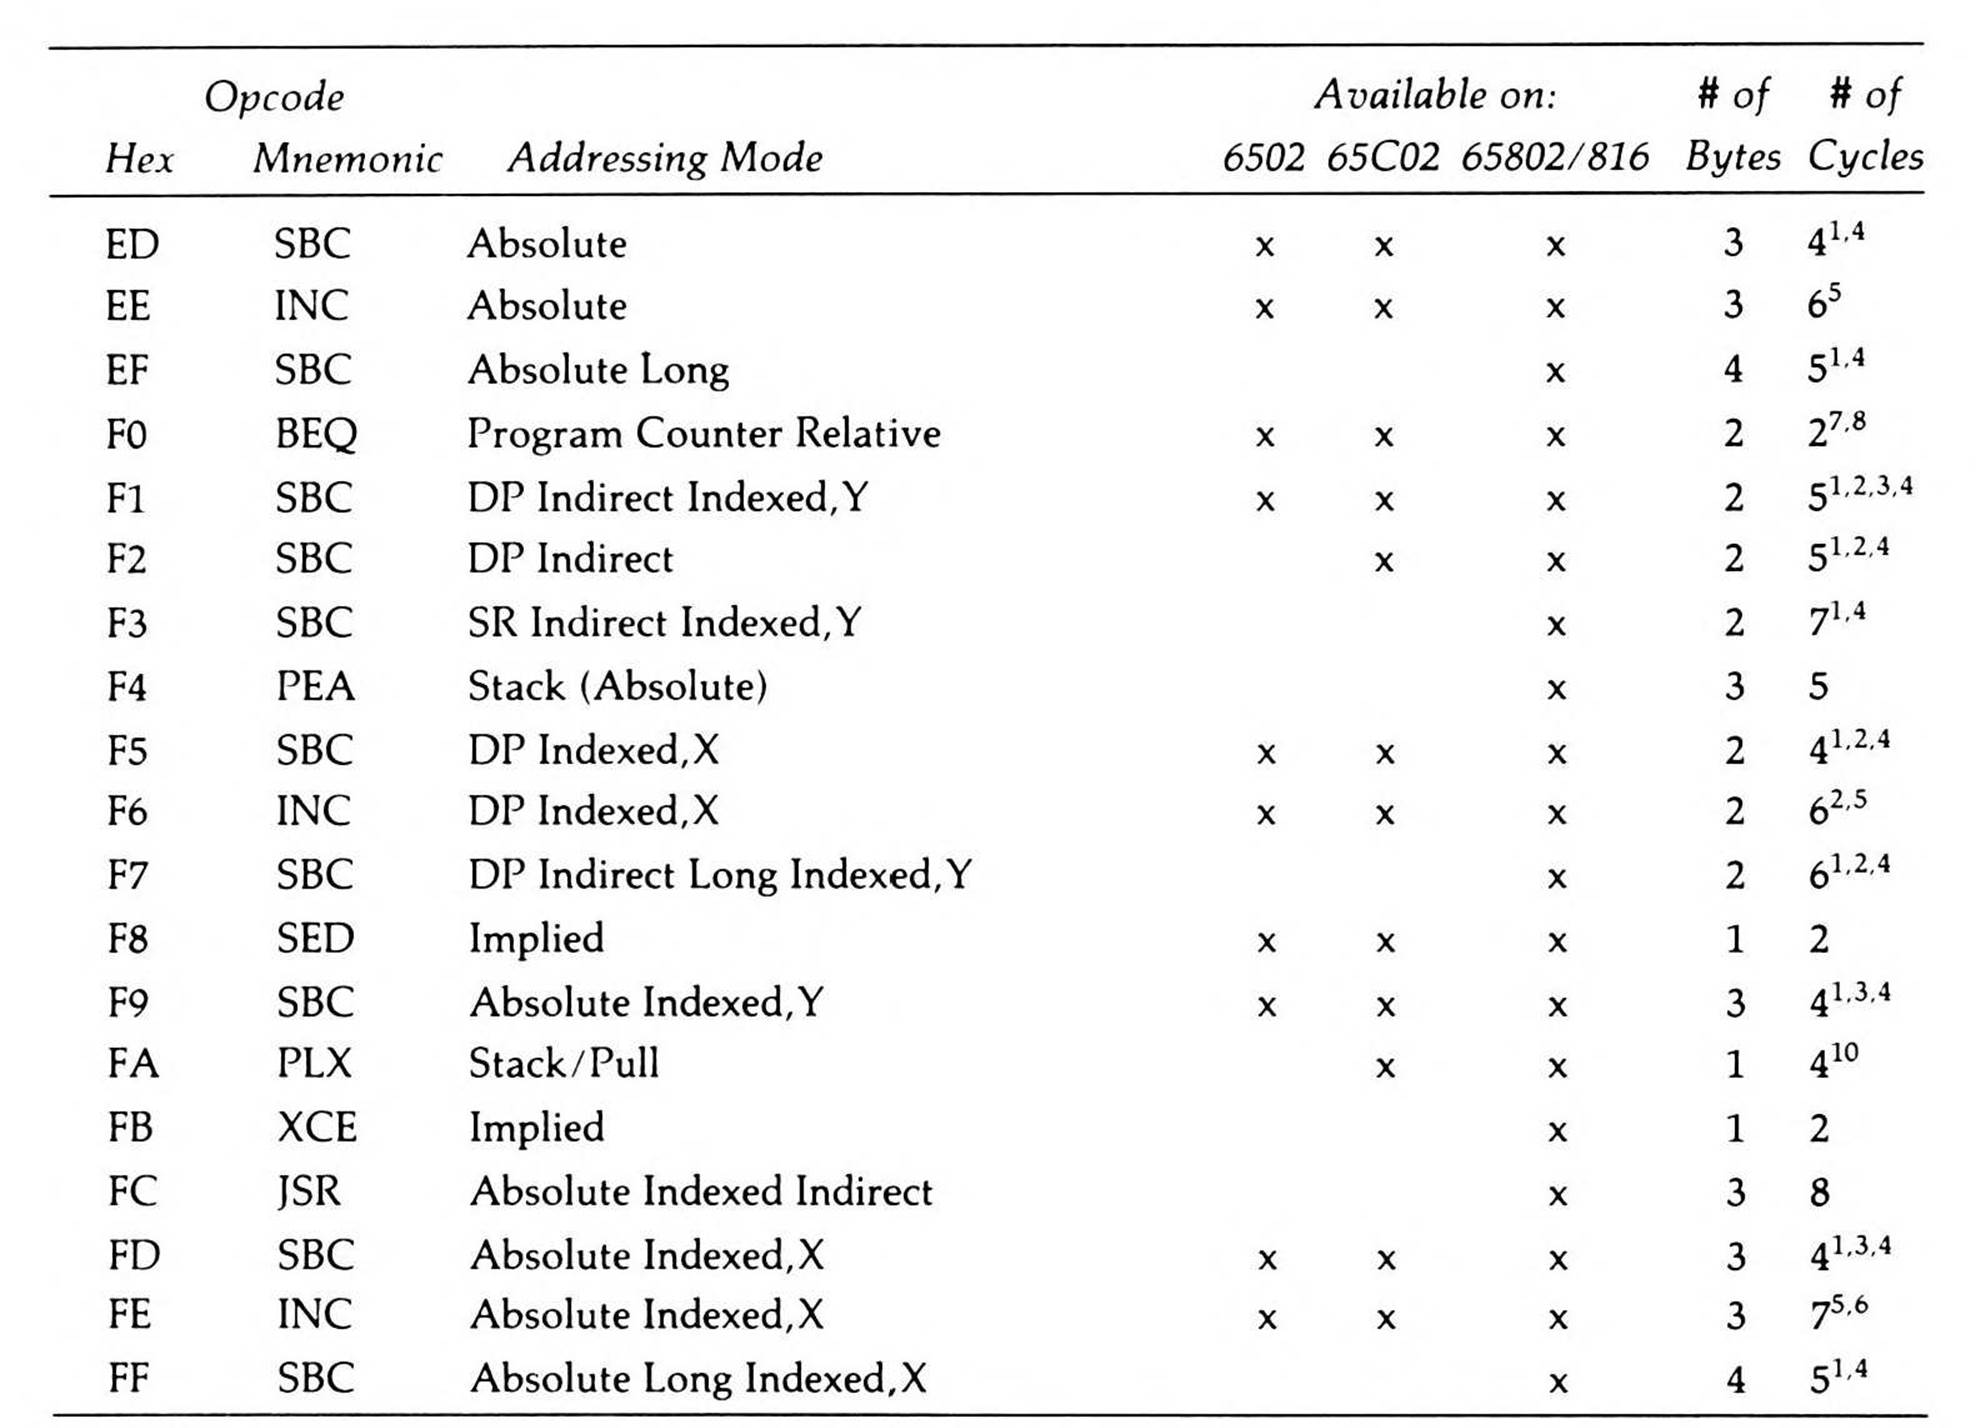 Opcode Available on: # of # of
Hex Mnemonic Addressing Mode 6502 65C02 65802/816 Bytes Cycles
ED SBC Absolute x x x 3 4^1,4
EE INC Absolute x x x 3 6^5
EF SBC Absolute Long x 4 5^1,4
F0 BEQ Program Counter Relative x x x 2 2^7,8
F1 SBC DP Indirect Indexed,Y x x x 2 5^1,2,3,4
F2 SBC DP Indirect x x 2 5^1,2,4
F3 SBC SR Indirect Indexed,Y x 2 7^1,4
F4 PEA Stack (Absolute) x 3 5
F5 SBC DP Indexed,X x x x 2 4^1,2,4
F6 INC DP Indexed,X x x x 2 6^2,5
F7 SBC DP Indirect Long Indexed,Y x 2 6^1,2,4
F8 SED Implied x x x 1 2
F9 SBC Absolute Indexed,Y x x x 3 4^1,3,4
FA PLX Stack/Pull x x 1 4^10
FB XCE Implied x 1 2
FC JSR Absolute Indexed Indirect x 3 8
FD SBC Absolute Indexed,X x x x 3 4^1,3,4
FE INC Absolute Indexed,X x x x 3 7^5,6
FF SBC Absolute Long Indexed,X x 4 5^1,4